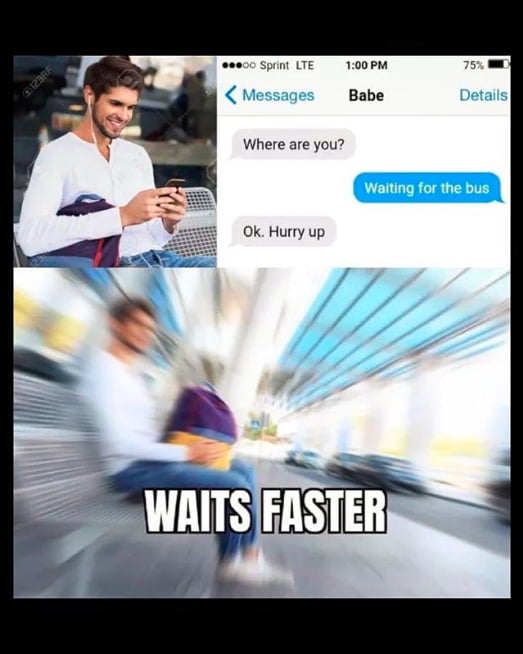 ©123RF
●●●○○ Sprint LTE 1:00 PM 75%
Messages Babe Details
Where are you?
Waiting for the bus
Ok. Hurry up
WAITS FASTER